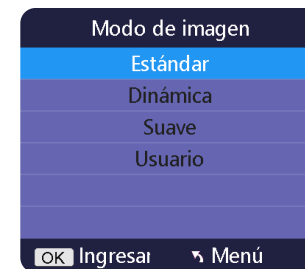 Modo de imagen
Estándar
Dinámica
Suave
Usuario
OK Ingresar Menú